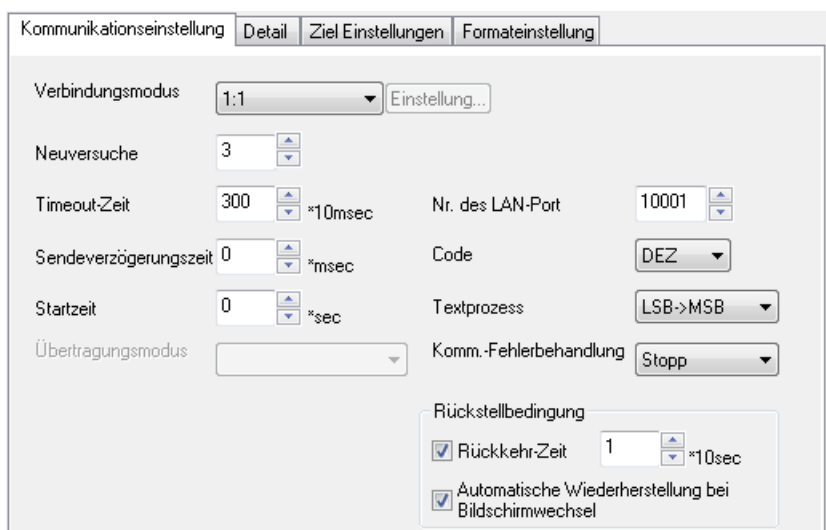 Kommunikationseinstellung Detail Ziel Einstellungen Formateinstellung
Verbindungsmodus 1:1 Einstellung...
Neuversuche 3
Timeout-Zeit 300 *10msec Nr. des LAN-Port 10001
Sendeverzögerungszeit 0 *msec Code DEZ
Startzeit 0 *sec Textprozess LSB->MSB
Übertragungsmodus Komm.-Fehlerbehandlung Stopp
Rückstellbedingung
Rückkehr-Zeit 1 *10sec
Automatische Wiederherstellung bei
Bildschirmwechsel